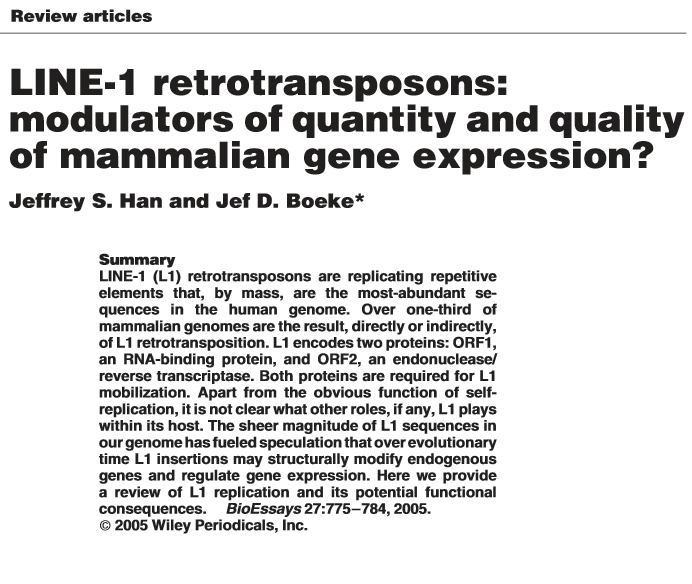 Review articles
LINE-1 retrotransposons:
modulators of quantity and quality
of mammalian gene expression?
Jeffrey S. Han and Jef D. Boeke*
Summary
LINE-1 (L1) retrotransposons are replicating repetitive
elements that, by mass, are the most-abundant se-
quences in the human genome. Over one-third of
mammalian genomes are the result, directly or indirectly,
of L1 retrotransposition. L1 encodes two proteins: ORF1,
an RNA-binding protein, and ORF2, an endonuclease/
reverse transcriptase. Both proteins are required for L1
mobilization. Apart from the obvious function of self-
replication, it is not clear what other roles, if any, L1 plays
within its host. The sheer magnitude of L1 sequences in
our genome has fueled speculation that over evolutionary
time L1 insertions may structurally modify endogenous
genes and regulate gene expression. Here we provide
a review of L1 replication and its potential functional
consequences. BioEssays 27:775–784, 2005.
© 2005 Wiley Periodicals, Inc.